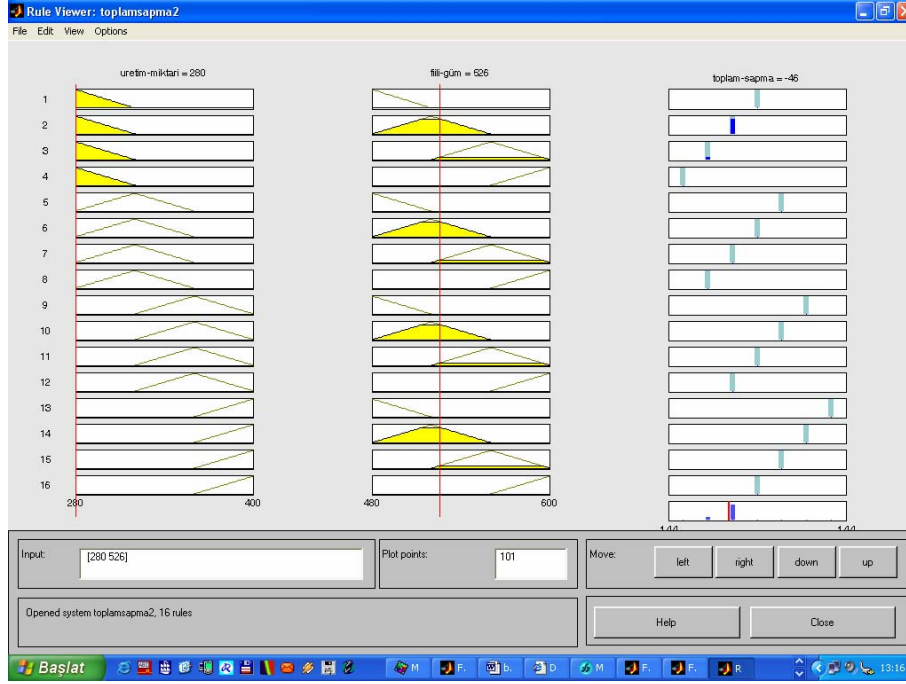 Rule Viewer: toplamsapma2
File Edit View Options
uretim-miktari = 280
fiili-güm = 526
toplam-sapma = -46
1
2
3
4
5
6
7
8
9
10
11
12
13
14
15
16
280 400
480 600
Input:
[280 526]
Plot points:
101
Move:
left
right
down
up
Opened system toplamsapma2, 16 rules
Help
Close
Başlat
M
F.
b.
D
M
F.
F.
R
13:16